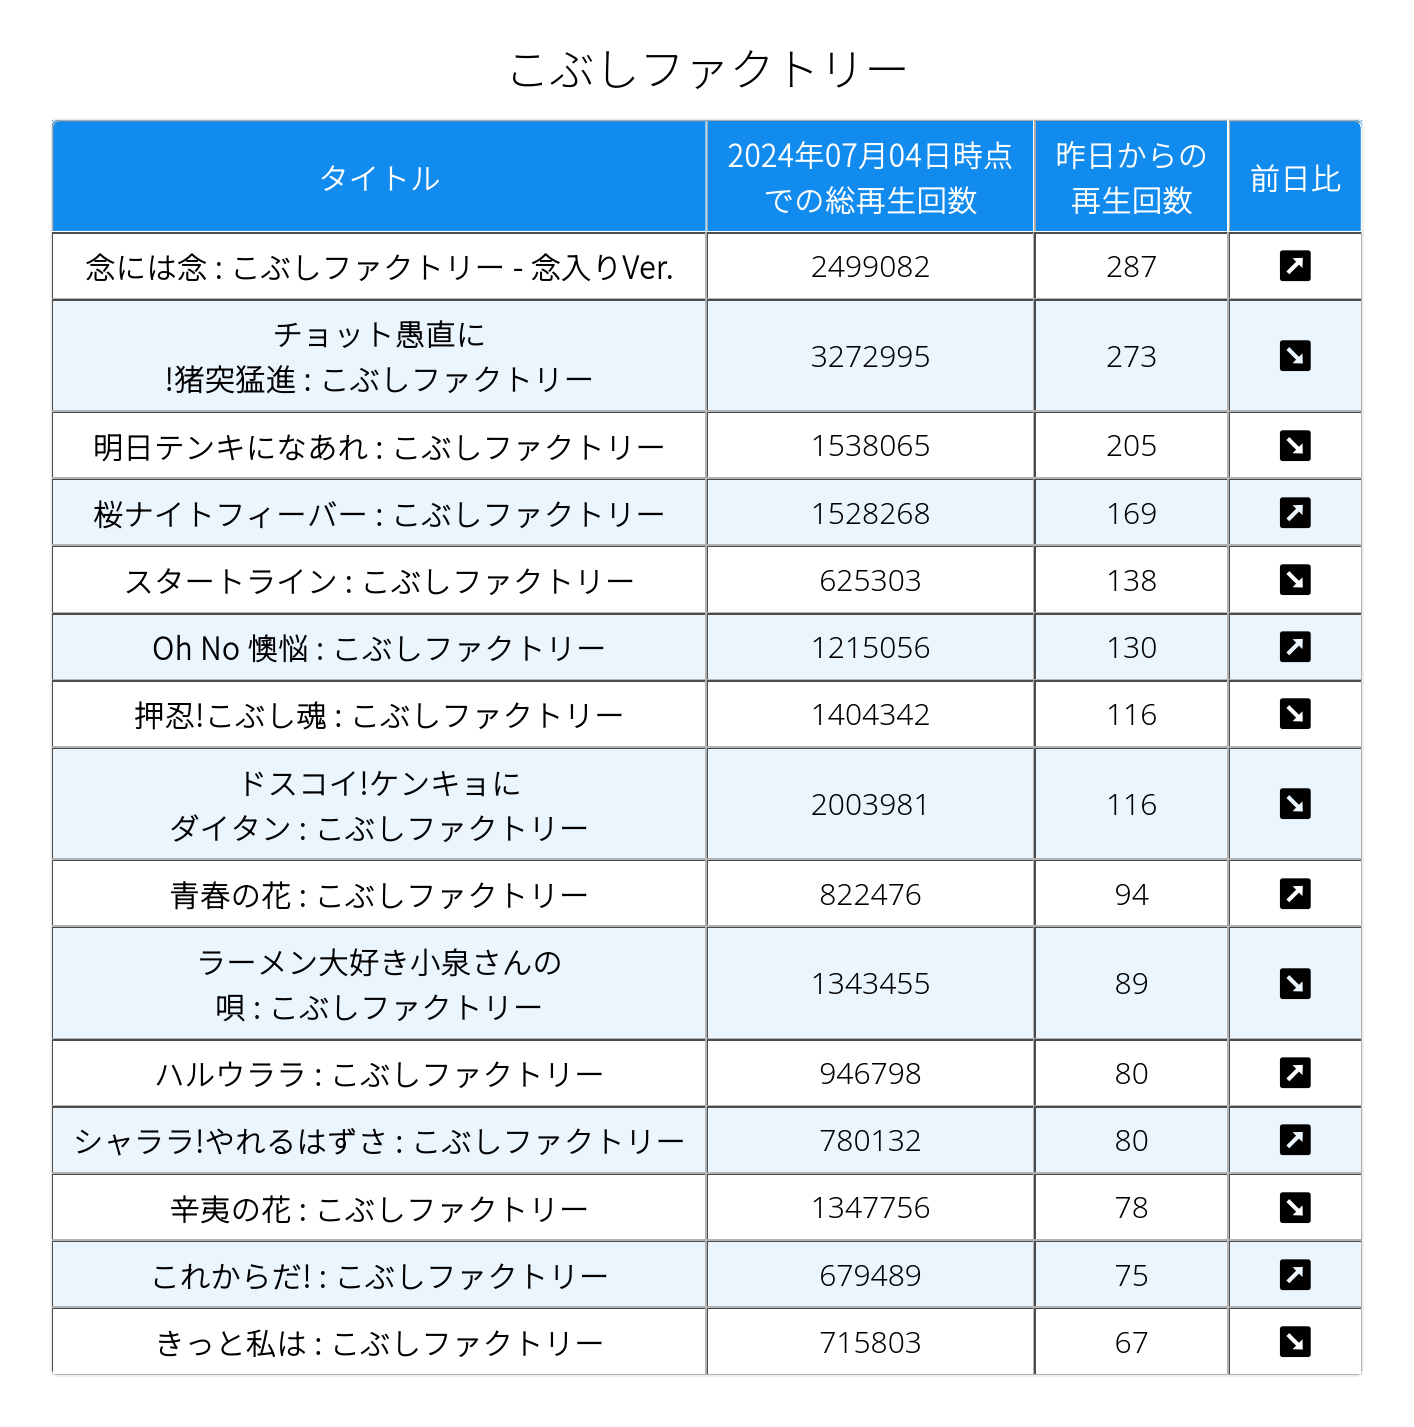 こぶしファクトリー
タイトル
2024年07月04日時点
での総再生回数
昨日からの
再生回数
前日比
念には念 : こぶしファクトリー - 念入りVer.
2499082
287
チョット愚直に
!猪突猛進 : こぶしファクトリー
3272995
273
明日テンキになあれ : こぶしファクトリー
1538065
205
桜ナイトフィーバー : こぶしファクトリー
1528268
169
スタートライン : こぶしファクトリー
625303
138
Oh No 懊悩 : こぶしファクトリー
1215056
130
押忍!こぶし魂 : こぶしファクトリー
1404342
116
ドスコイ!ケンキョに
ダイタン : こぶしファクトリー
2003981
116
青春の花 : こぶしファクトリー
822476
94
ラーメン大好き小泉さんの
唄 : こぶしファクトリー
1343455
89
ハルウララ : こぶしファクトリー
946798
80
シャララ!やれるはずさ : こぶしファクトリー
780132
80
辛夷の花 : こぶしファクトリー
1347756
78
これからだ! : こぶしファクトリー
679489
75
きっと私は : こぶしファクトリー
715803
67